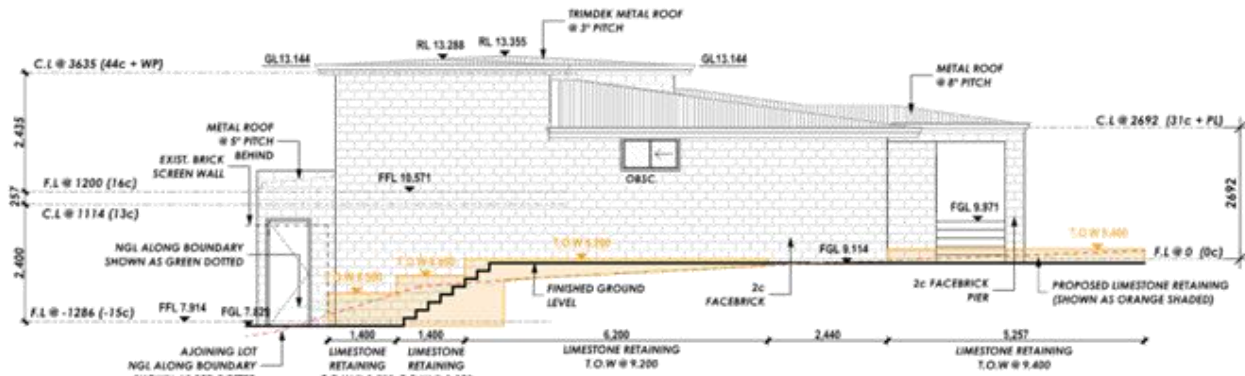 TRIMDEK METAL ROOF
@ 3° PITCH
RL 13.288
RL 13.355
GL13.144
GL13.144
C.L @ 3635 (44c + WP)
METAL ROOF
@ 8° PITCH
C.L @ 2692 (31c + PL)
2,435
METAL ROOF
@ 5° PITCH
BEHIND
EXIST. BRICK
SCREEN WALL
OBSC.
F.L @ 1200 (16c)
FFL 10.571
257
C.L @ 1114 (13c)
2692
FGL 9.971
NGL ALONG BOUNDARY
SHOWN AS GREEN DOTTED
T.O.W 9.400
FGL 9.114
F.L @ 0 (0c)
2,400
FINISHED GROUND
LEVEL
2c
FACEBRICK
2c FACEBRICK
PIER
PROPOSED LIMESTONE RETAINING
(SHOWN AS ORANGE SHADED)
FFL 7.914
F.L @ -1286 (-15c)
1,400
1,400
6,200
2,440
5,257
AJOINING LOT
NGL ALONG BOUNDARY
LIMESTONE
RETAINING
LIMESTONE
RETAINING
LIMESTONE RETAINING
T.O.W @ 9.200
LIMESTONE RETAINING
T.O.W @ 9.400